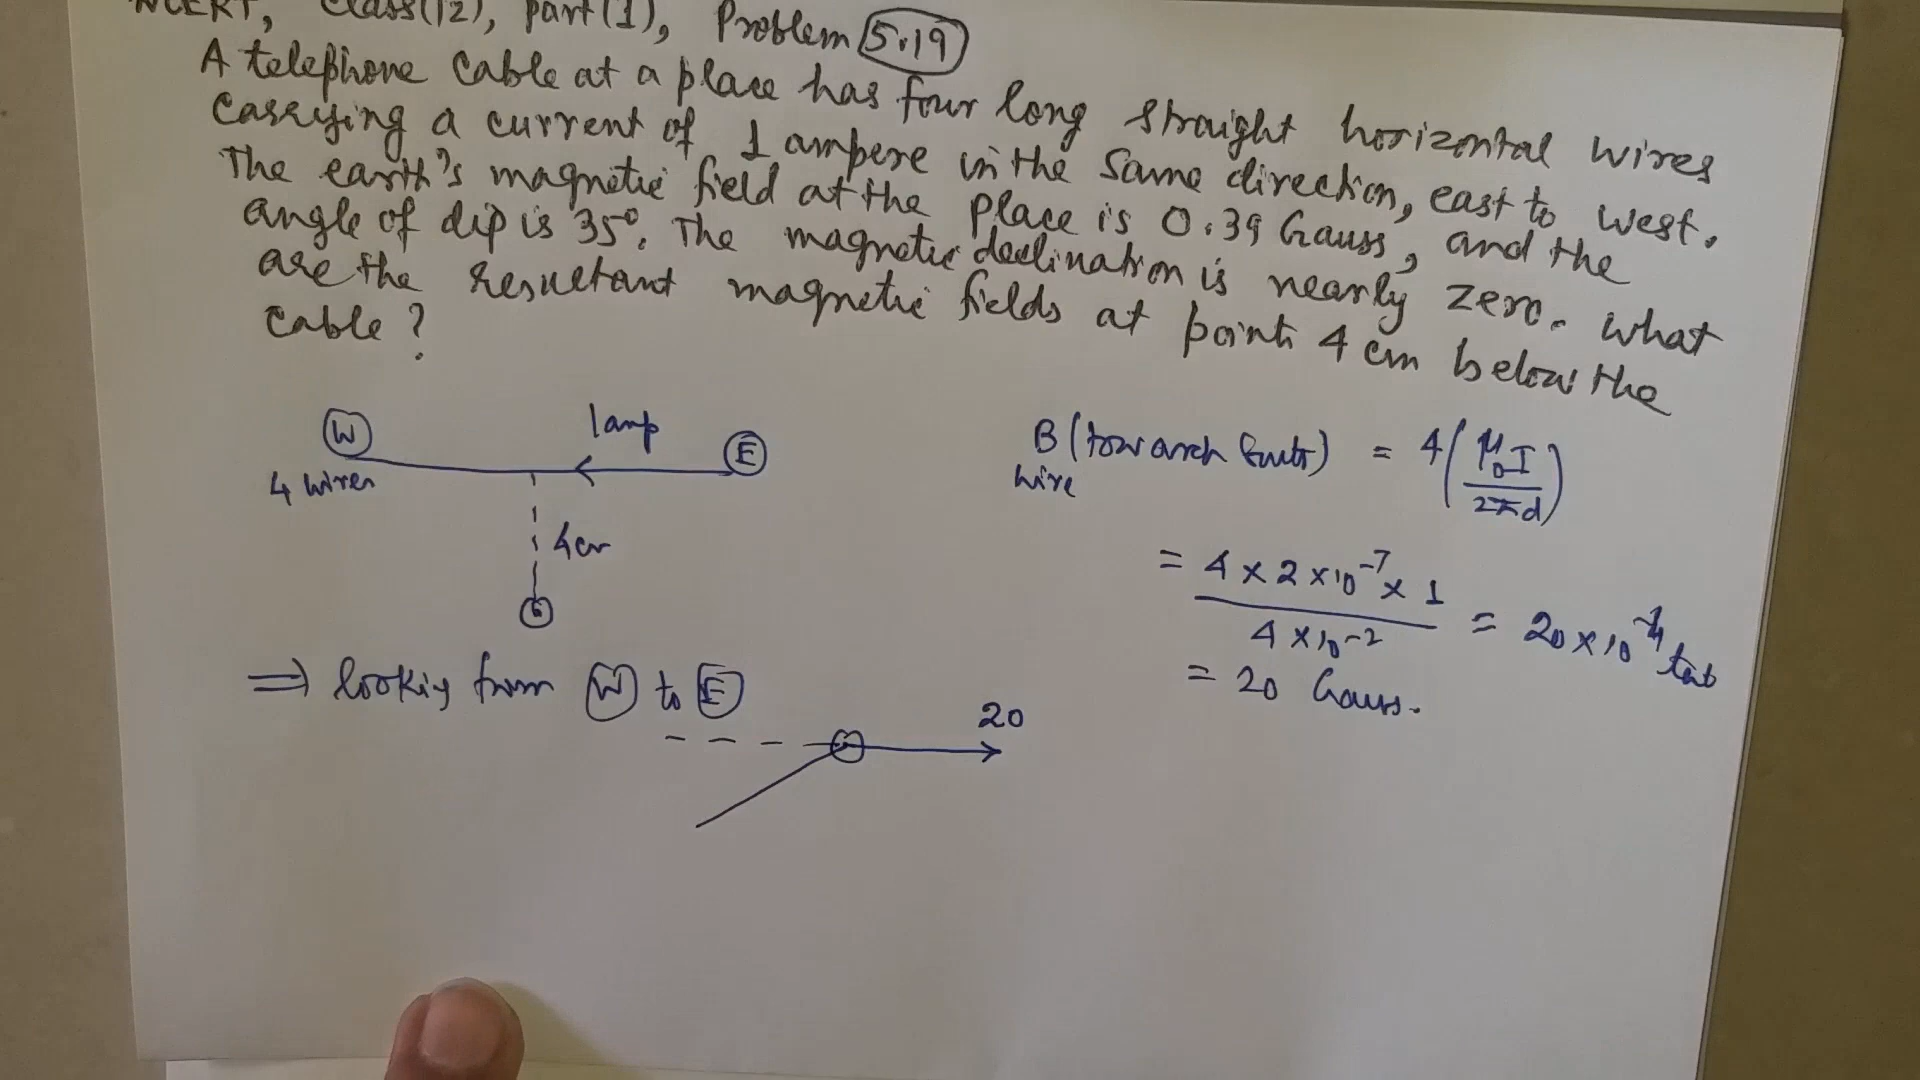 NCERT, Class(12), part(1), Problem 5.19
A telephone Cable at a place has four long straight horizontal wires
Carrying a current of 1 ampere in the Same direction, east to west.
The earth's magnetic field at the place is 0.39 Gauss, and the
angle of dip is 35°. The magnetic declination is nearly zero. What
are the resultant magnetic fields at point 4 cm below the
Cable?
W 1amp E
4 wires
4cm
B (towards South) = 4 (μ₀I / 2πd)
wire
= 4 × 2 × 10⁻⁷ × 1 / 4 × 10⁻² = 20 × 10⁻⁴
= 20 Gauss.
⇒ looking from W to E
20